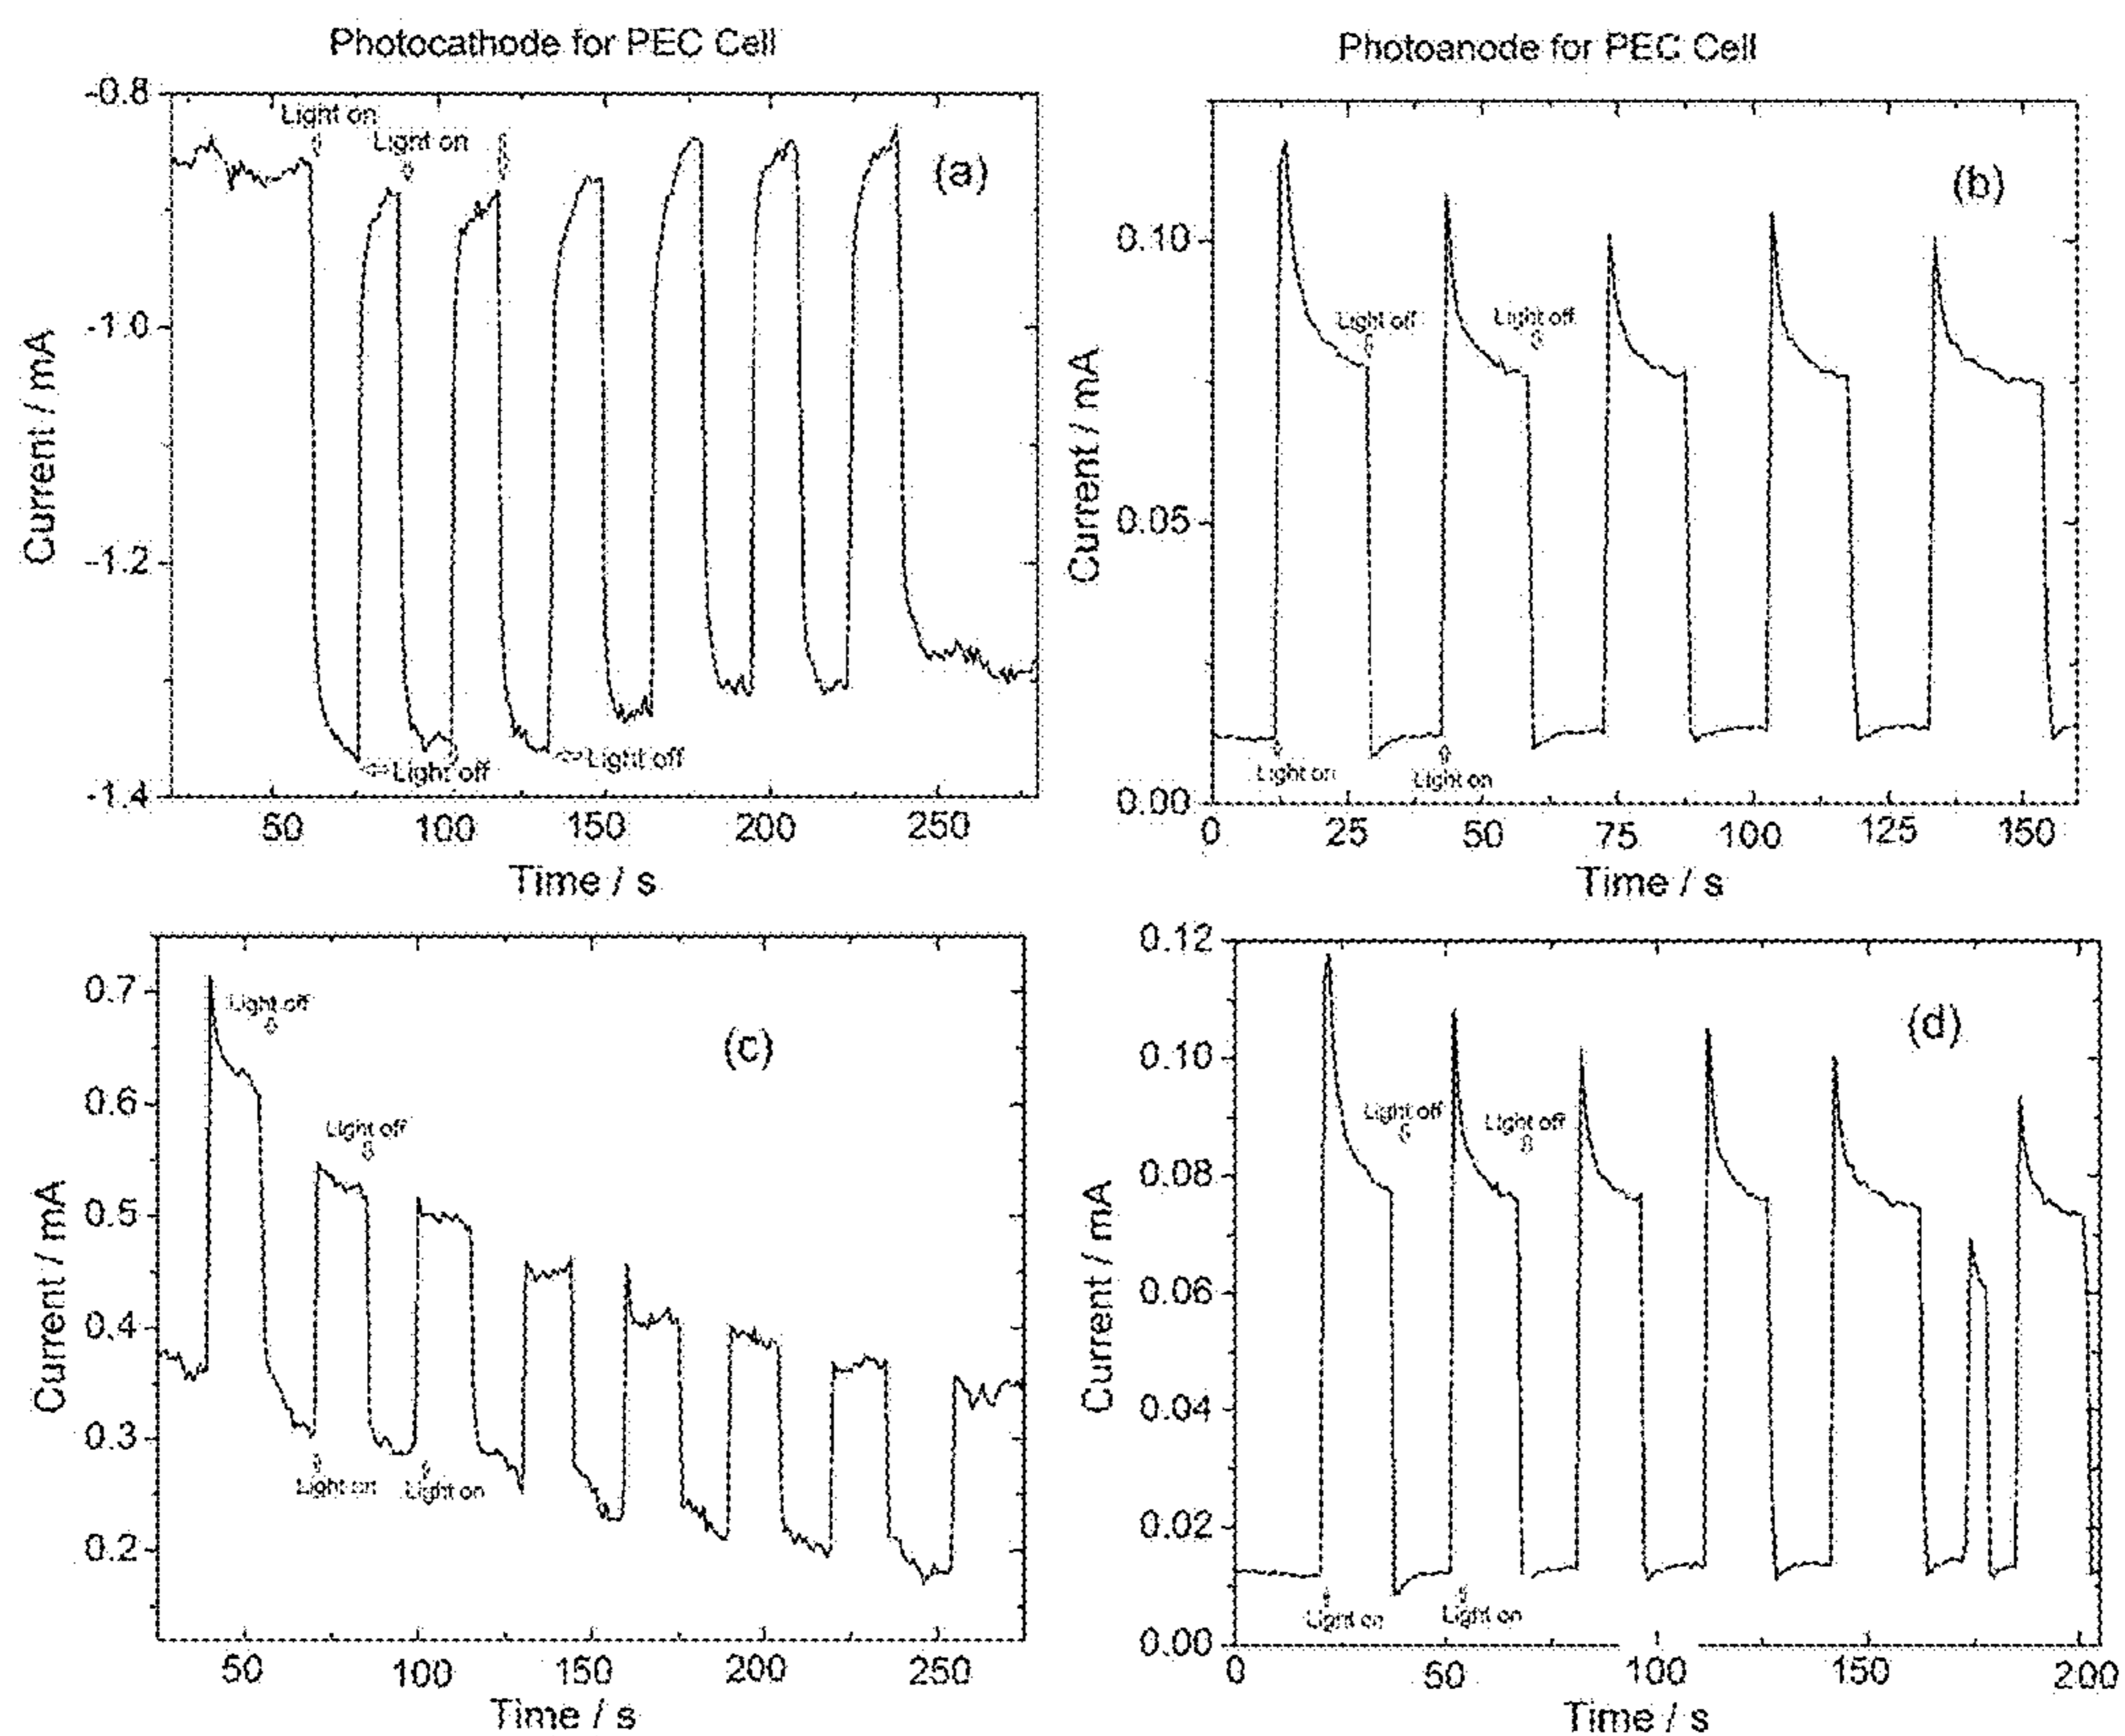 Photocathode for PEC Cell
Photoanode for PEC Cell
-0.8
-1.0
-1.2
-1.4
Current / mA
Light on
Light on
(a)
Light off
Light off
50 100 150 200 250
Time / s
0.10
0.05
0.00
Current / mA
(b)
Light off
Light off
Light on
Light on
0 25 50 75 100 125 150
Time / s
0.7
0.6
0.5
0.4
0.3
0.2
Current / mA
(c)
Light off
Light off
Light on
Light on
50 100 150 200 250
Time / s
0.12
0.10
0.08
0.06
0.04
0.02
0.00
Current / mA
(d)
Light off
Light off
Light on
Light on
0 50 100 150 200
Time / s